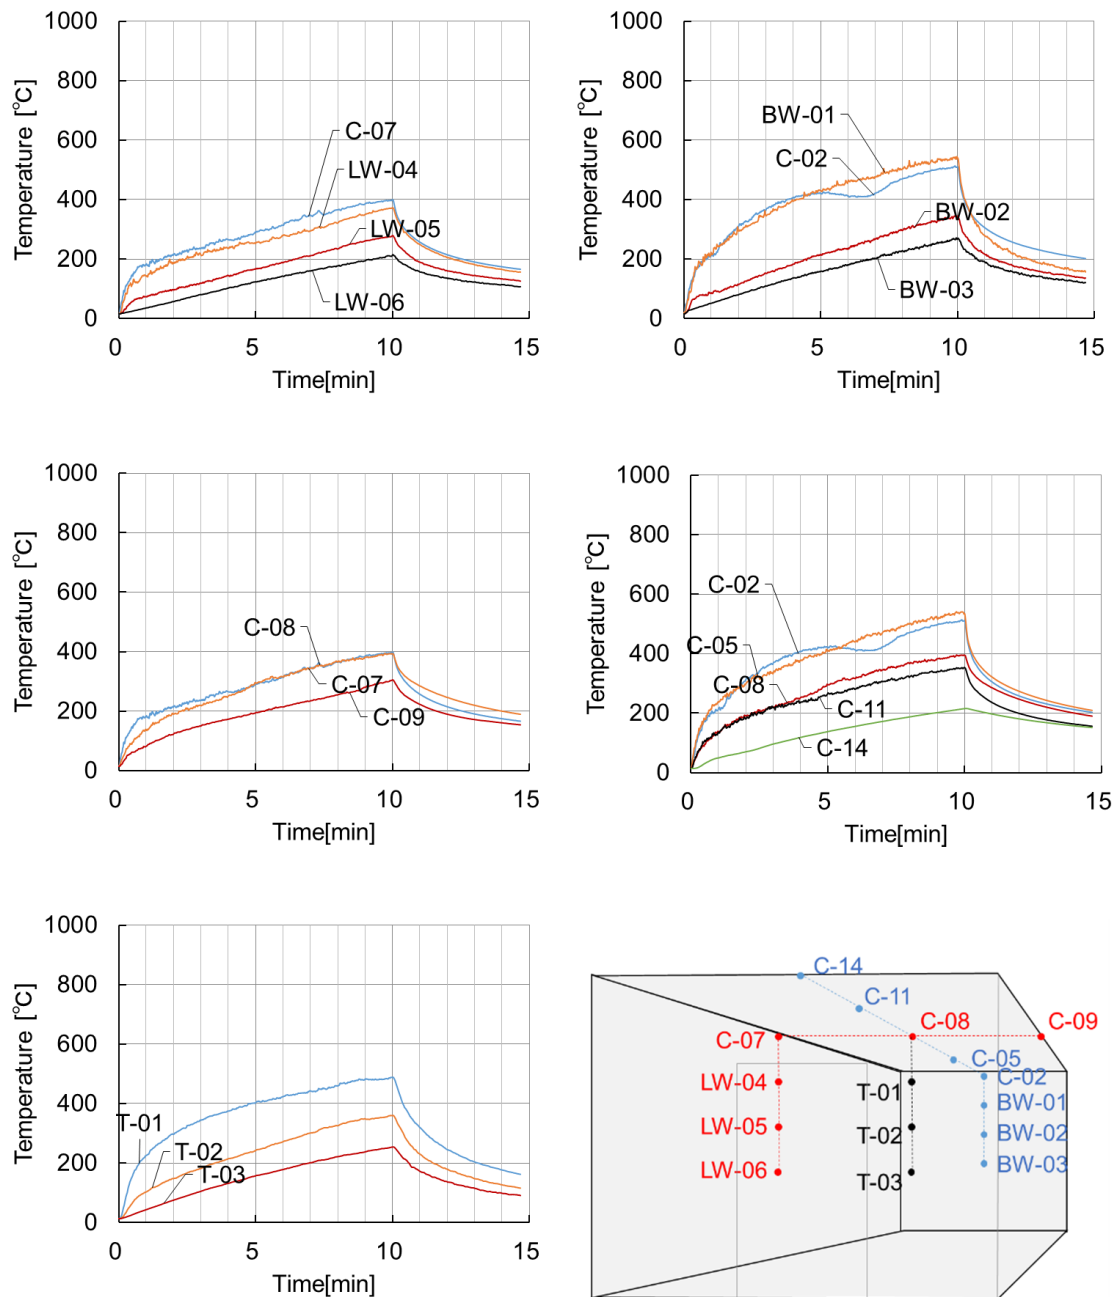 1000
800
600
400
200
0
Temperature [℃]
C-07
LW-04
LW-05
LW-06
0
5
10
15
Time[min]
1000
800
600
400
200
0
Temperature [℃]
BW-01
C-02
BW-02
BW-03
0
5
10
15
Time[min]
1000
800
600
400
200
0
Temperature [℃]
C-08
C-07
C-09
0
5
10
15
Time[min]
1000
800
600
400
200
0
Temperature [℃]
C-02
C-05
C-08
C-11
C-14
0
5
10
15
Time[min]
1000
800
600
400
200
0
Temperature [℃]
T-01
T-02
T-03
0
5
10
15
Time[min]
C-14
C-11
C-07
C-08
C-09
C-05
C-02
LW-04
T-01
BW-01
LW-05
T-02
BW-02
LW-06
T-03
BW-03